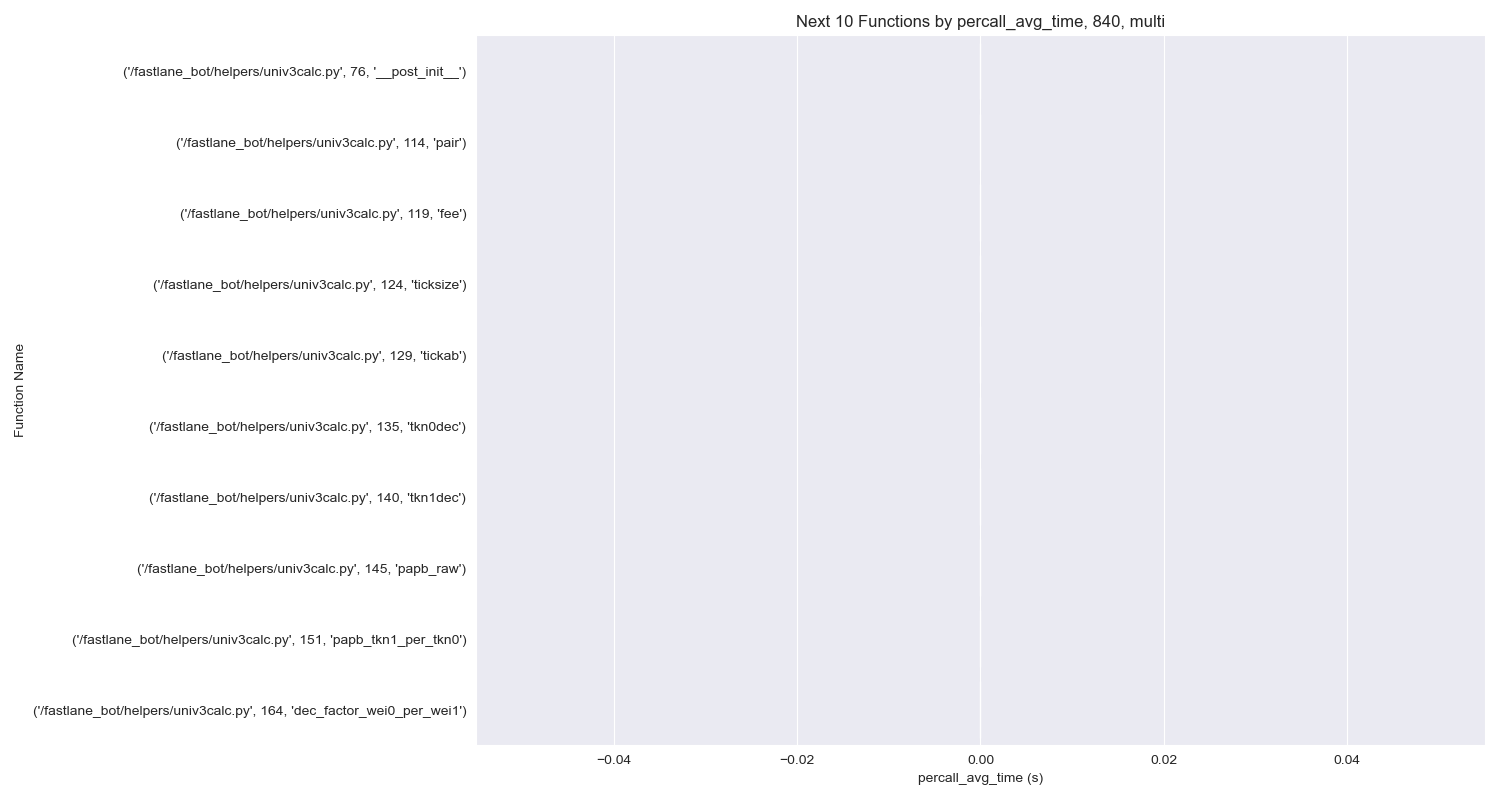 Next 10 Functions by percall_avg_time, 840, multi
('/fastlane_bot/helpers/univ3calc.py', 76, '__post_init__')
('/fastlane_bot/helpers/univ3calc.py', 114, 'pair')
('/fastlane_bot/helpers/univ3calc.py', 119, 'fee')
('/fastlane_bot/helpers/univ3calc.py', 124, 'ticksize')
('/fastlane_bot/helpers/univ3calc.py', 129, 'tickab')
('/fastlane_bot/helpers/univ3calc.py', 135, 'tkn0dec')
('/fastlane_bot/helpers/univ3calc.py', 140, 'tkn1dec')
('/fastlane_bot/helpers/univ3calc.py', 145, 'papb_raw')
('/fastlane_bot/helpers/univ3calc.py', 151, 'papb_tkn1_per_tkn0')
('/fastlane_bot/helpers/univ3calc.py', 164, 'dec_factor_wei0_per_wei1')
Function Name
−0.04 −0.02 0.00 0.02 0.04
percall_avg_time (s)